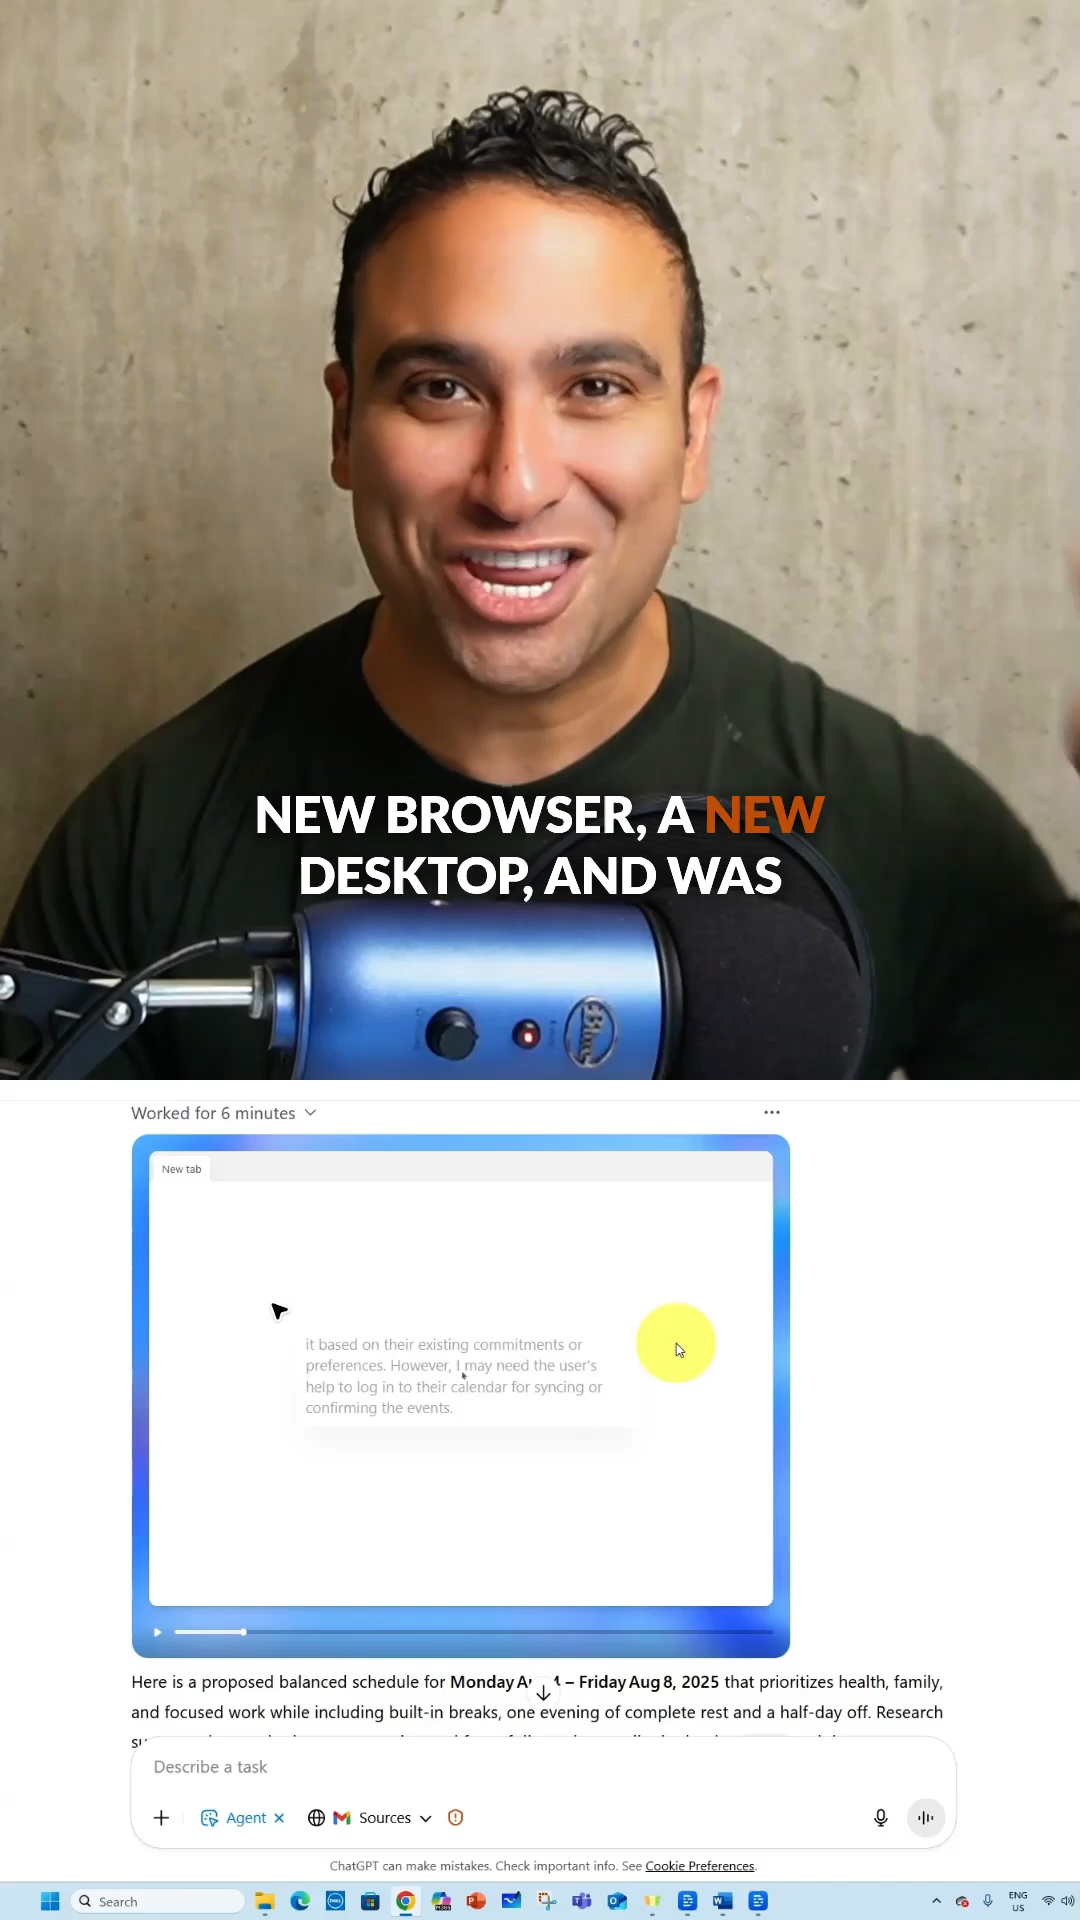 NEW BROWSER, A NEW
DESKTOP, AND WAS
Blue
Worked for 6 minutes
New tab
it based on their existing commitments or
preferences. However, I may need the user's
help to log in to their calendar for syncing or
confirming the events.
Here is a proposed balanced schedule for Monday Aug 4 – Friday Aug 8, 2025 that prioritizes health, family,
and focused work while including built-in breaks, one evening of complete rest and a half-day off. Research
Describe a task
Agent
Sources
ChatGPT can make mistakes. Check important info. See Cookie Preferences.
Search
ENG
US